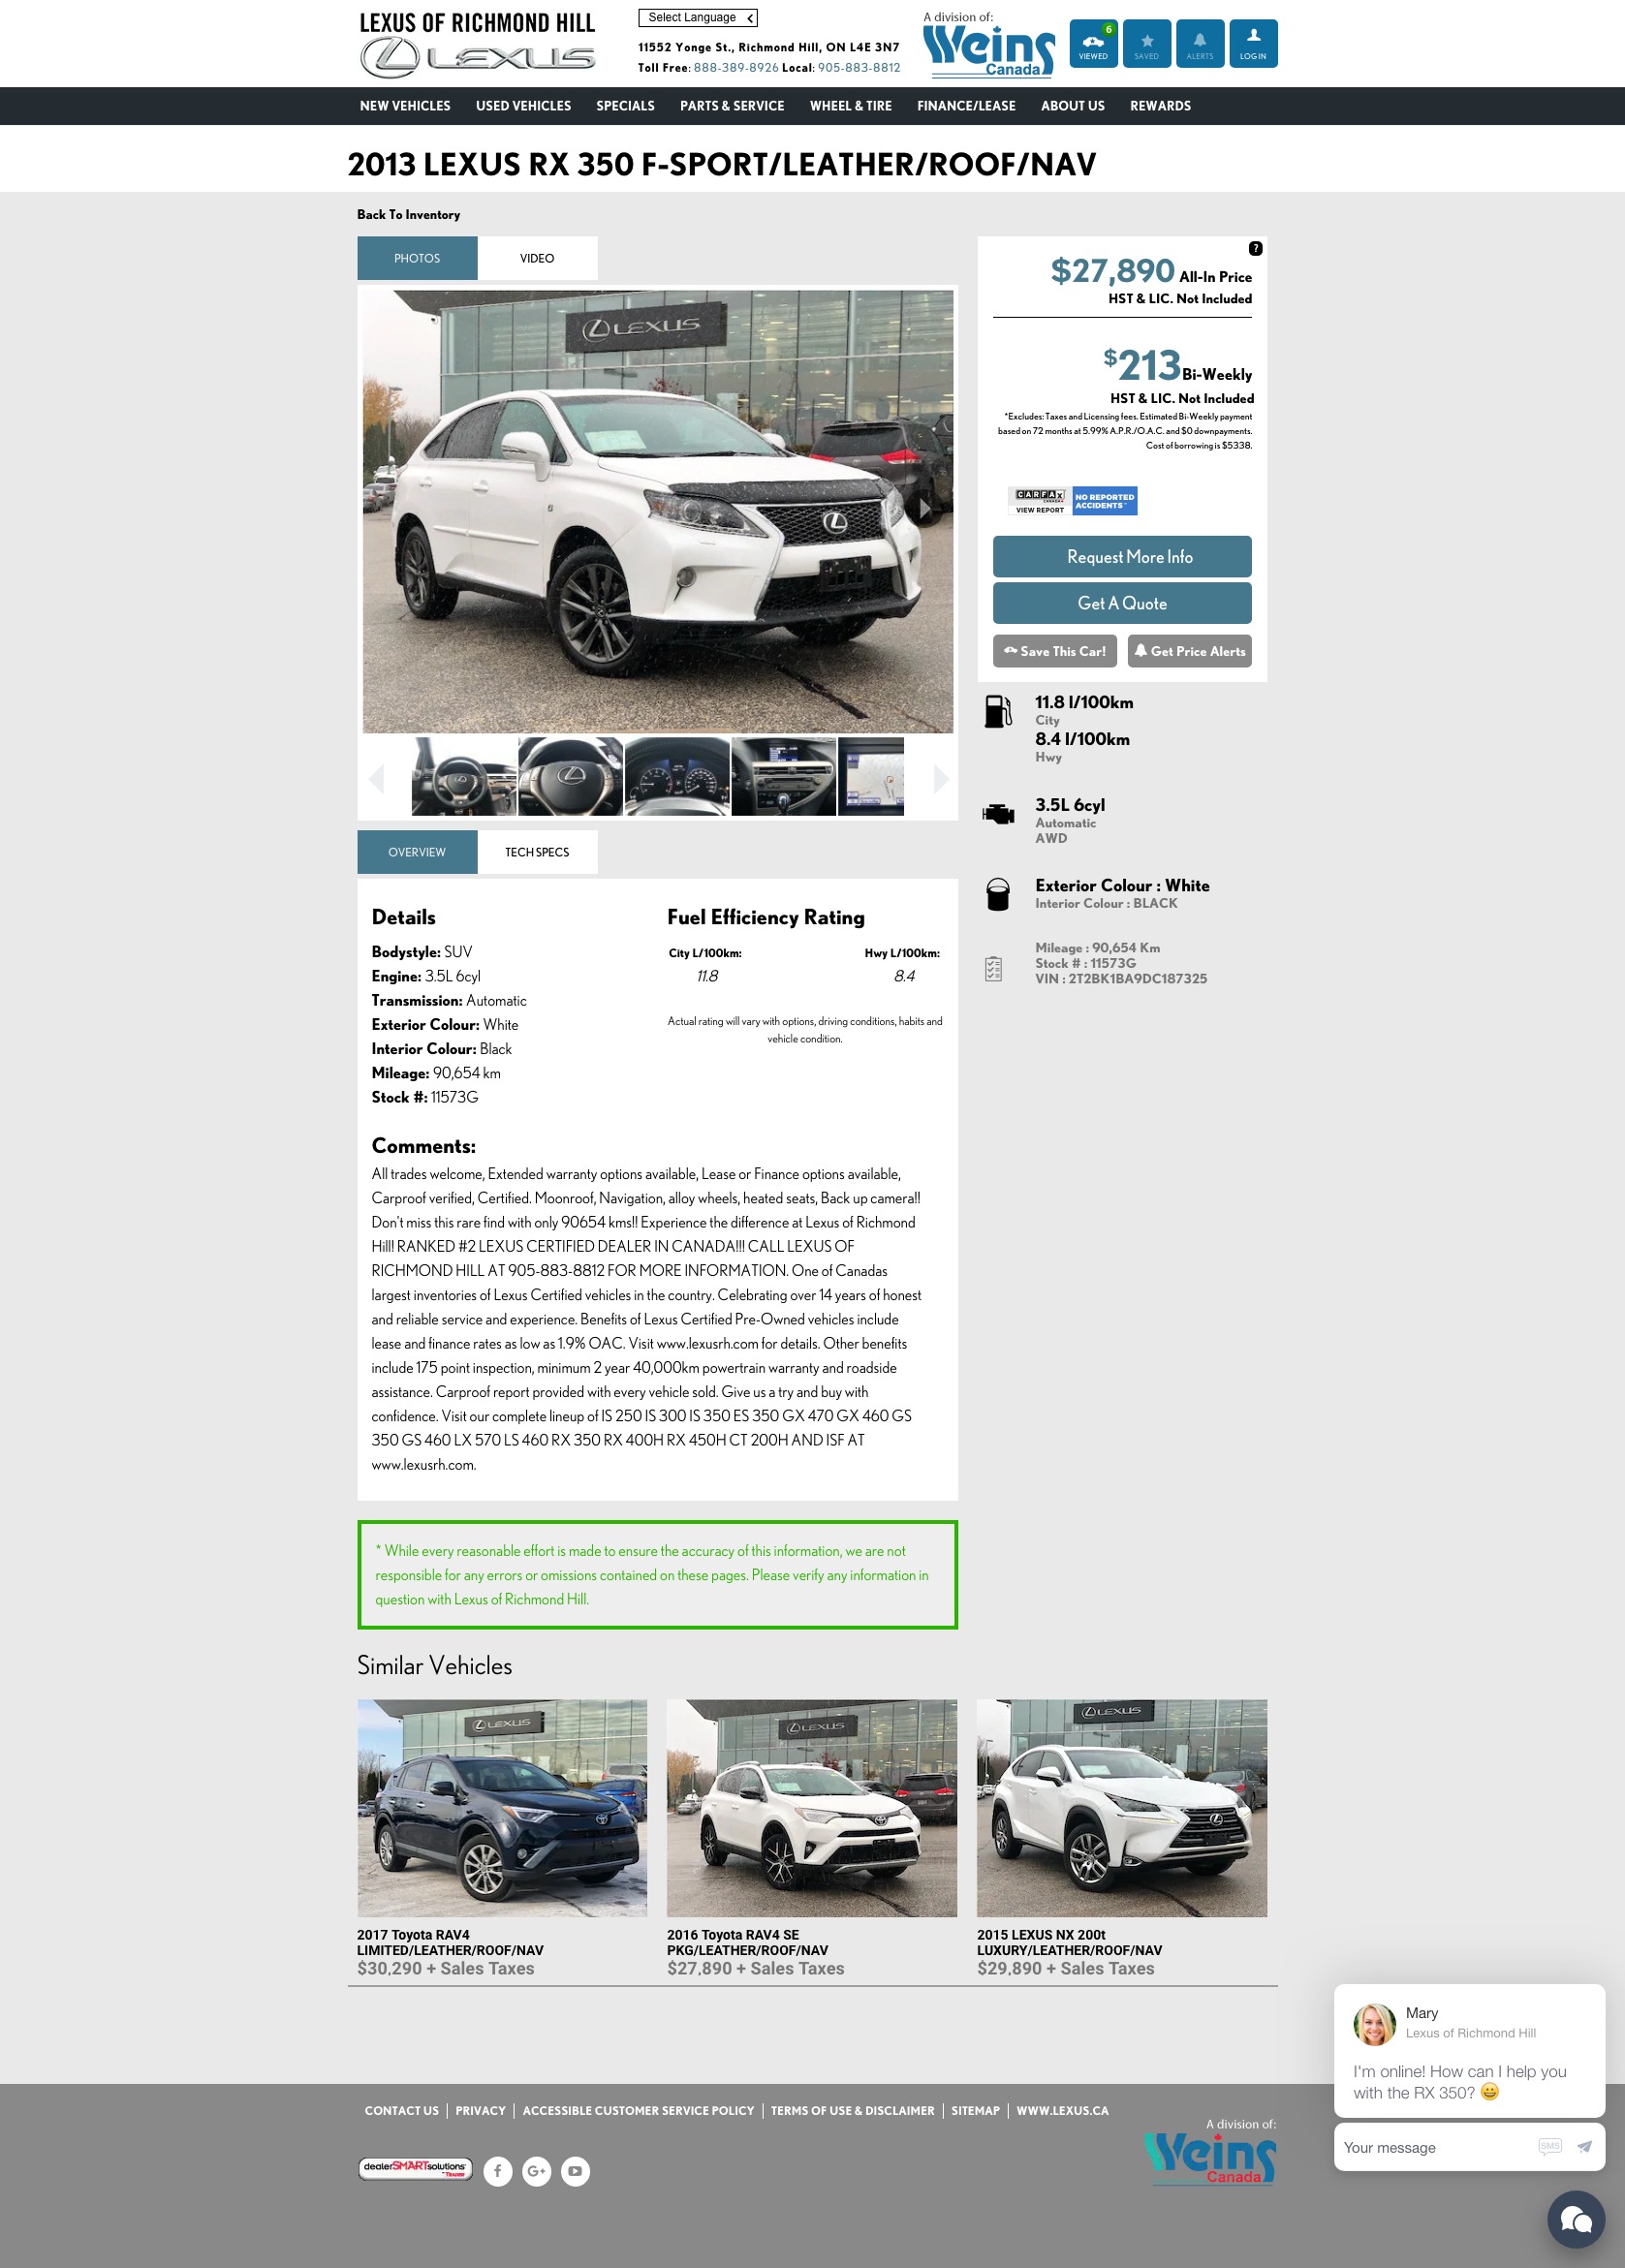 LEXUS OF RICHMOND HILL
LEXUS
Select Language
11552 Yonge St., Richmond Hill, ON L4E 3N7
Toll Free: 888-389-8926 Local: 905-883-8812
A division of:
Weins
Canada
6
VIEWED
SAVED
ALERTS
LOGIN
NEW VEHICLES USED VEHICLES SPECIALS PARTS & SERVICE WHEEL & TIRE FINANCE/LEASE ABOUT US REWARDS
2013 LEXUS RX 350 F-SPORT/LEATHER/ROOF/NAV
Back To Inventory
PHOTOS VIDEO
LEXUS
?
$27,890 All-In Price
HST & LIC. Not Included
$213 Bi-Weekly
HST & LIC. Not Included
*Excludes: Taxes and Licensing fees. Estimated Bi-Weekly payment
based on 72 months at 5.99% A.P.R./O.A.C. and $0 downpayments.
Cost of borrowing is $5338.
CARFAX
CANADA
VIEW REPORT
NO REPORTED
ACCIDENTS™
Request More Info
Get A Quote
Save This Car! Get Price Alerts
11.8 l/100km
City
8.4 l/100km
Hwy
3.5L 6cyl
Automatic
AWD
Exterior Colour : White
Interior Colour : BLACK
Mileage : 90,654 Km
Stock # : 11573G
VIN : 2T2BK1BA9DC187325
OVERVIEW TECH SPECS
Details
Bodystyle: SUV
Engine: 3.5L 6cyl
Transmission: Automatic
Exterior Colour: White
Interior Colour: Black
Mileage: 90,654 km
Stock #: 11573G
Fuel Efficiency Rating
City L/100km: Hwy L/100km:
11.8 8.4
Actual rating will vary with options, driving conditions, habits and
vehicle condition.
Comments:
All trades welcome, Extended warranty options available, Lease or Finance options available,
Carproof verified, Certified. Moonroof, Navigation, alloy wheels, heated seats, Back up camera!!
Don't miss this rare find with only 90654 kms!! Experience the difference at Lexus of Richmond
Hill! RANKED #2 LEXUS CERTIFIED DEALER IN CANADA!!! CALL LEXUS OF
RICHMOND HILL AT 905-883-8812 FOR MORE INFORMATION. One of Canadas
largest inventories of Lexus Certified vehicles in the country. Celebrating over 14 years of honest
and reliable service and experience. Benefits of Lexus Certified Pre-Owned vehicles include
lease and finance rates as low as 1.9% OAC. Visit www.lexusrh.com for details. Other benefits
include 175 point inspection, minimum 2 year 40,000km powertrain warranty and roadside
assistance. Carproof report provided with every vehicle sold. Give us a try and buy with
confidence. Visit our complete lineup of IS 250 IS 300 IS 350 ES 350 GX 470 GX 460 GS
350 GS 460 LX 570 LS 460 RX 350 RX 400H RX 450H CT 200H AND ISF AT
www.lexusrh.com.
* While every reasonable effort is made to ensure the accuracy of this information, we are not
responsible for any errors or omissions contained on these pages. Please verify any information in
question with Lexus of Richmond Hill.
Similar Vehicles
LEXUS
LEXUS
LEXUS
2017 Toyota RAV4
LIMITED/LEATHER/ROOF/NAV
$30,290 + Sales Taxes
2016 Toyota RAV4 SE
PKG/LEATHER/ROOF/NAV
$27,890 + Sales Taxes
2015 LEXUS NX 200t
LUXURY/LEATHER/ROOF/NAV
$29,890 + Sales Taxes
Mary
Lexus of Richmond Hill
I'm online! How can I help you
with the RX 350? 😀
Your message
SMS
CONTACT US PRIVACY ACCESSIBLE CUSTOMER SERVICE POLICY TERMS OF USE & DISCLAIMER SITEMAP WWW.LEXUS.CA
dealerSMARTsolutions
A division of:
Weins
Canada